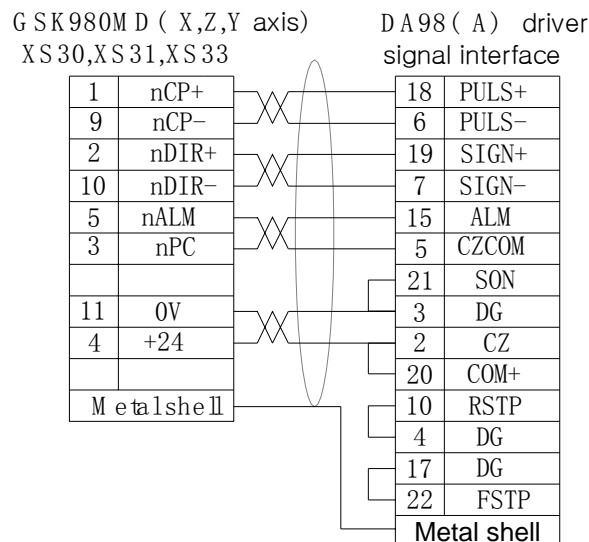 GSK980MD(X,Z,Y axis)
XS30,XS31,XS33
1 nCP+
9 nCP-
2 nDIR+
10 nDIR-
5 nALM
3 nPC
11 0V
4 +24
Metalshell
DA98(A) driver
signal interface
18 PULS+
6 PULS-
19 SIGN+
7 SIGN-
15 ALM
5 CZCOM
21 SON
3 DG
2 CZ
20 COM+
10 RSTP
4 DG
17 DG
22 FSTP
Metal shell